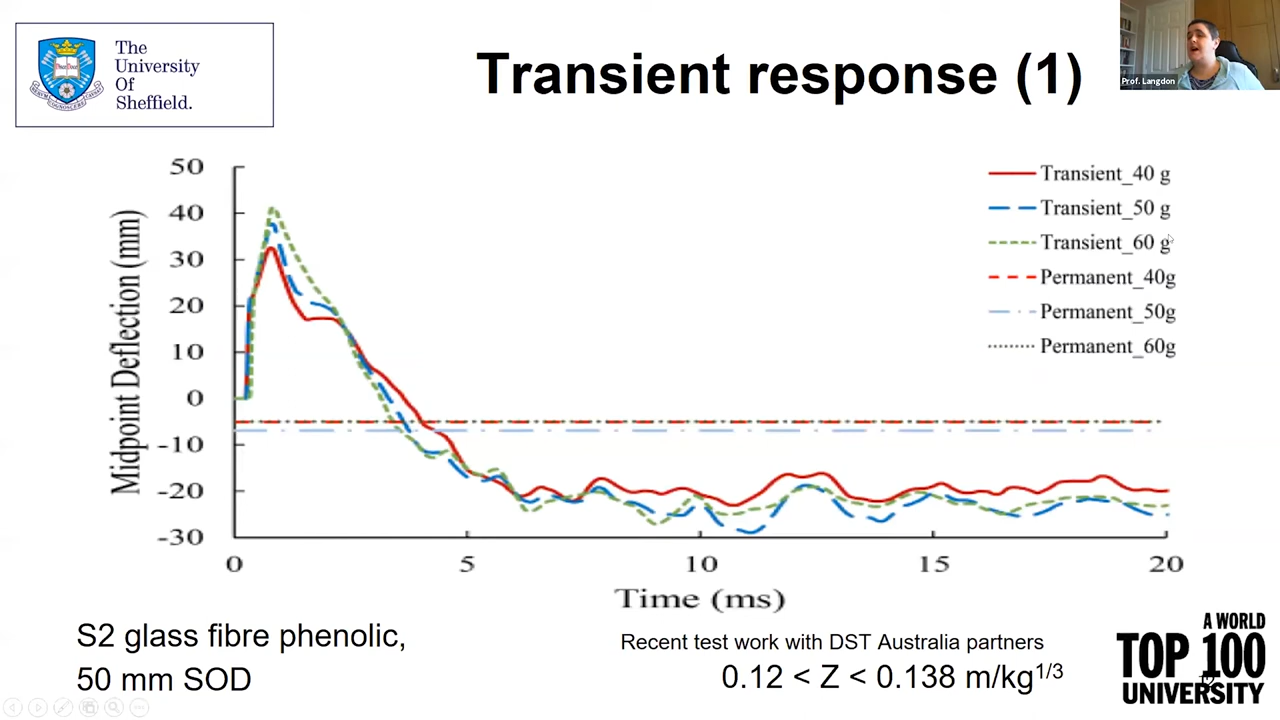 The
University
Of
Sheffield.
Transient response (1)
Prof. Langdon
50
40
30
20
10
0
-10
-20
-30
Midpoint Deflection (mm)
Transient_40 g
Transient_50 g
Transient_60 g
Permanent_40g
Permanent_50g
Permanent_60g
0 5 10 15 20
Time (ms)
S2 glass fibre phenolic,
50 mm SOD
Recent test work with DST Australia partners
0.12 < Z < 0.138 m/kg^1/3
A WORLD
TOP 100
UNIVERSITY